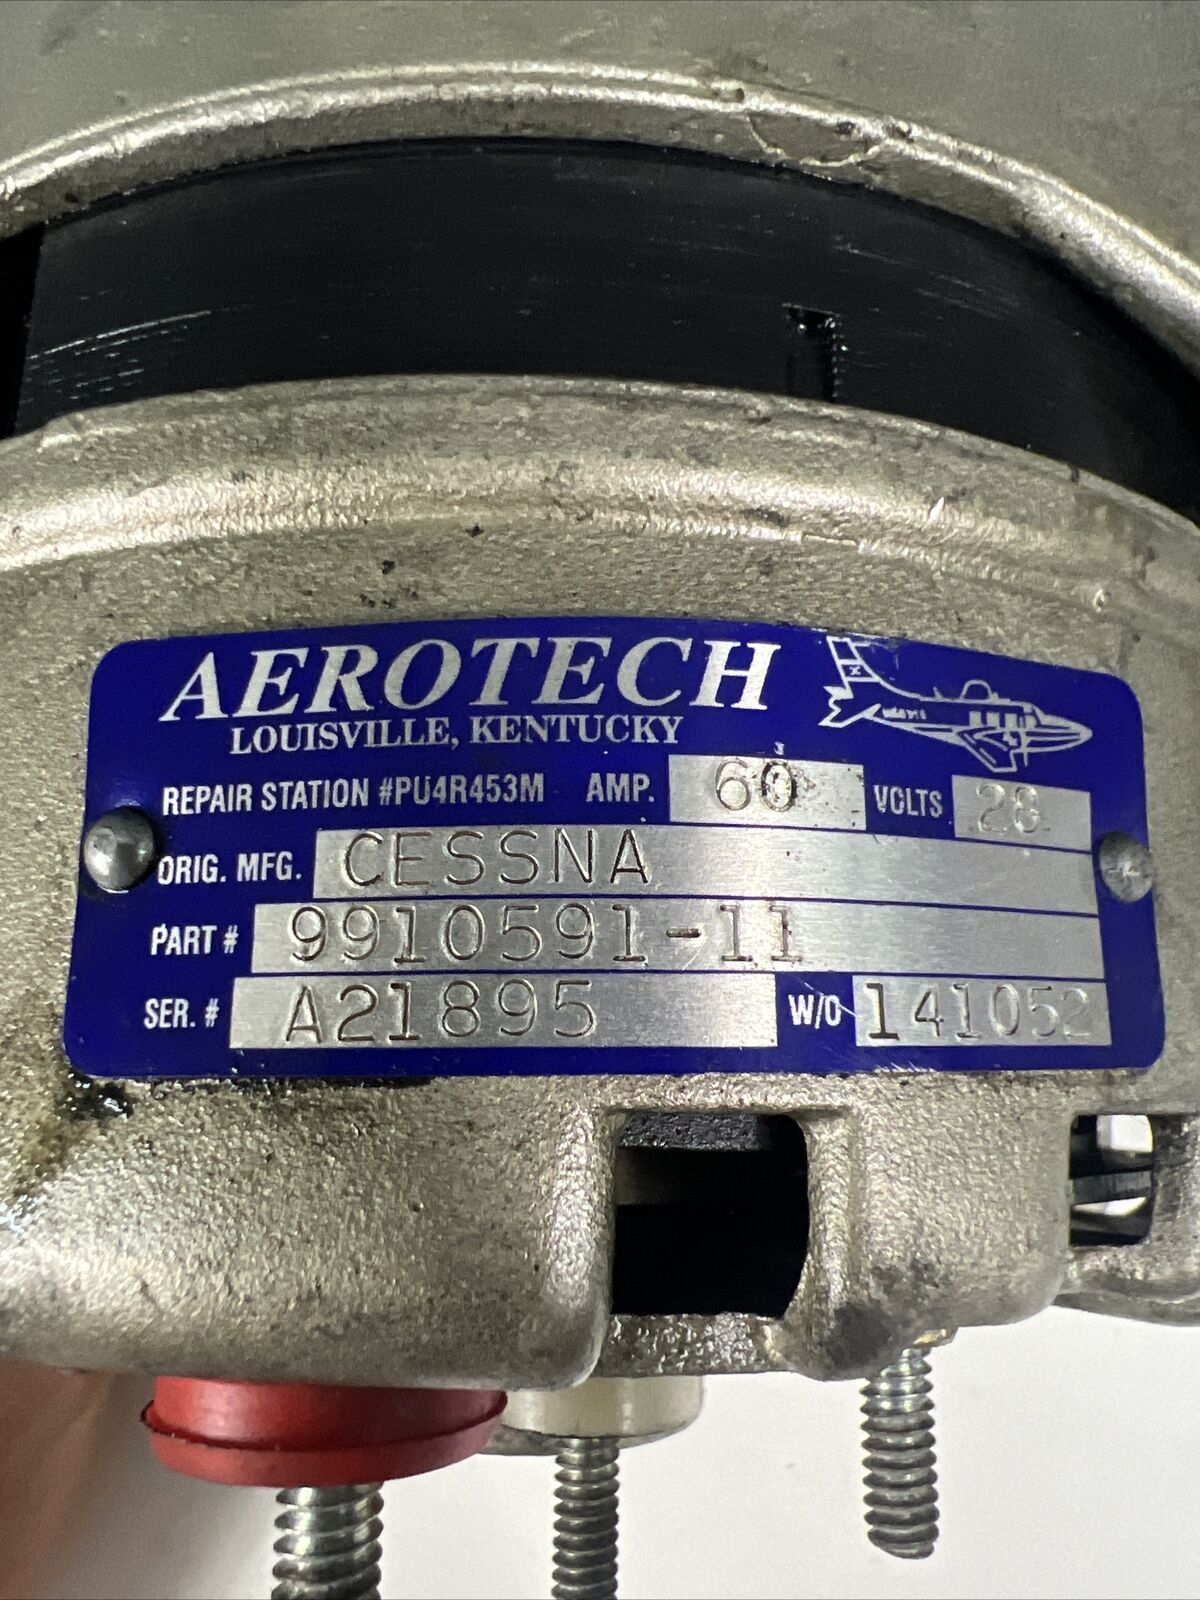 AEROTECH
LOUISVILLE, KENTUCKY
REPAIR STATION #PU4R453M AMP. 60 VOLTS 28
ORIG. MFG. CESSNA
PART # 9910591-11
SER. # A21895 W/O 141052